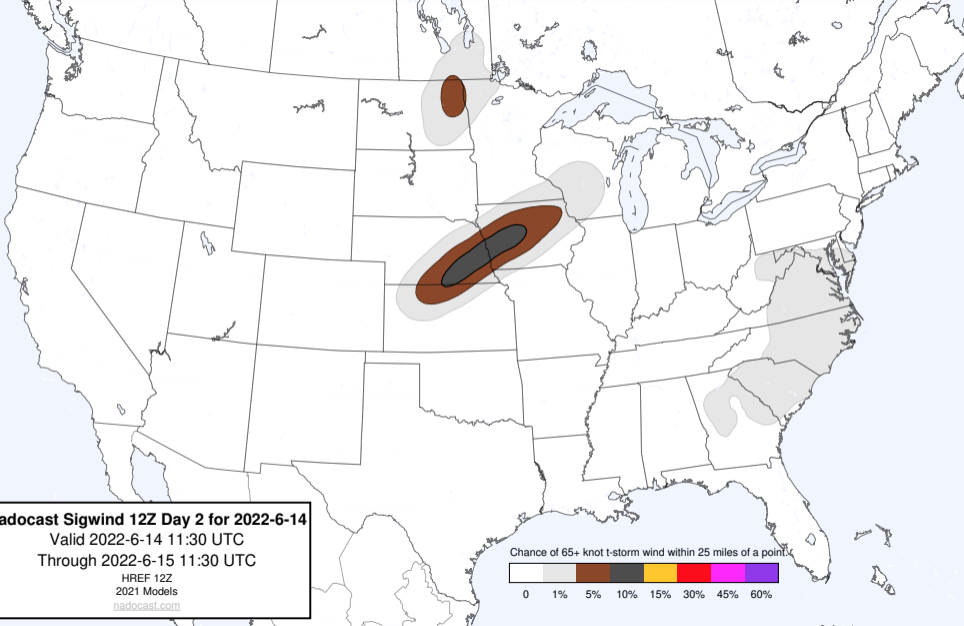 adocast Sigwind 12Z Day 2 for 2022-6-14
Valid 2022-6-14 11:30 UTC
Through 2022-6-15 11:30 UTC
HREF 12Z
2021 Models
nadocast.com
Chance of 65+ knot t-storm wind within 25 miles of a point.
0 1% 5% 10% 15% 30% 45% 60%